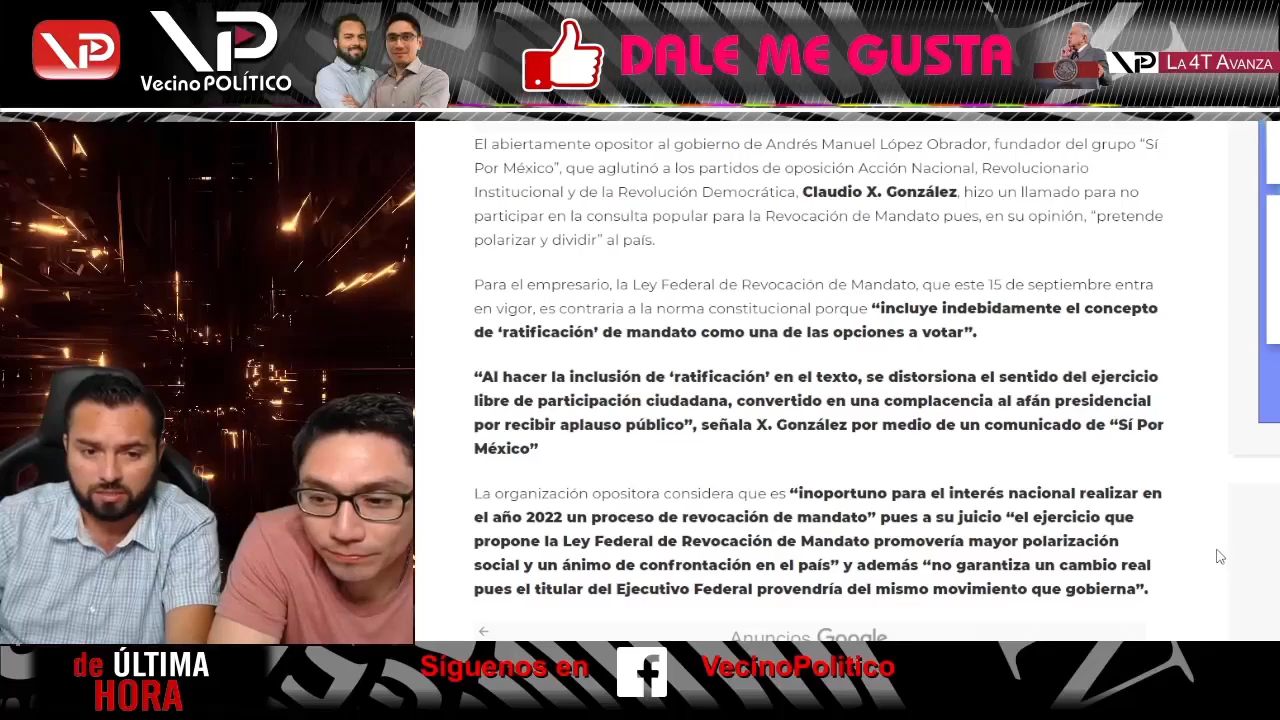 VP
VP
Vecino POLÍTICO
DALE ME GUSTA
VP LA 4T AVANZA
El abiertamente opositor al gobierno de Andrés Manuel López Obrador, fundador del grupo “Sí
Por México”, que aglutinó a los partidos de oposición Acción Nacional, Revolucionario
Institucional y de la Revolución Democrática, Claudio X. González, hizo un llamado para no
participar en la consulta popular para la Revocación de Mandato pues, en su opinión, “pretende
polarizar y dividir” al país.
Para el empresario, la Ley Federal de Revocación de Mandato, que este 15 de septiembre entra
en vigor, es contraria a la norma constitucional porque “incluye indebidamente el concepto
de ‘ratificación’ de mandato como una de las opciones a votar”.
“Al hacer la inclusión de ‘ratificación’ en el texto, se distorsiona el sentido del ejercicio
libre de participación ciudadana, convertido en una complacencia al afán presidencial
por recibir aplauso público”, señala X. González por medio de un comunicado de “Sí Por
México”
La organización opositora considera que es “inoportuno para el interés nacional realizar en
el año 2022 un proceso de revocación de mandato” pues a su juicio “el ejercicio que
propone la Ley Federal de Revocación de Mandato promovería mayor polarización
social y un ánimo de confrontación en el país” y además “no garantiza un cambio real
pues el titular del Ejecutivo Federal provendría del mismo movimiento que gobierna”.
Anuncios Google
de ÚLTIMA
HORA
Síguenos en f VecinoPolitico